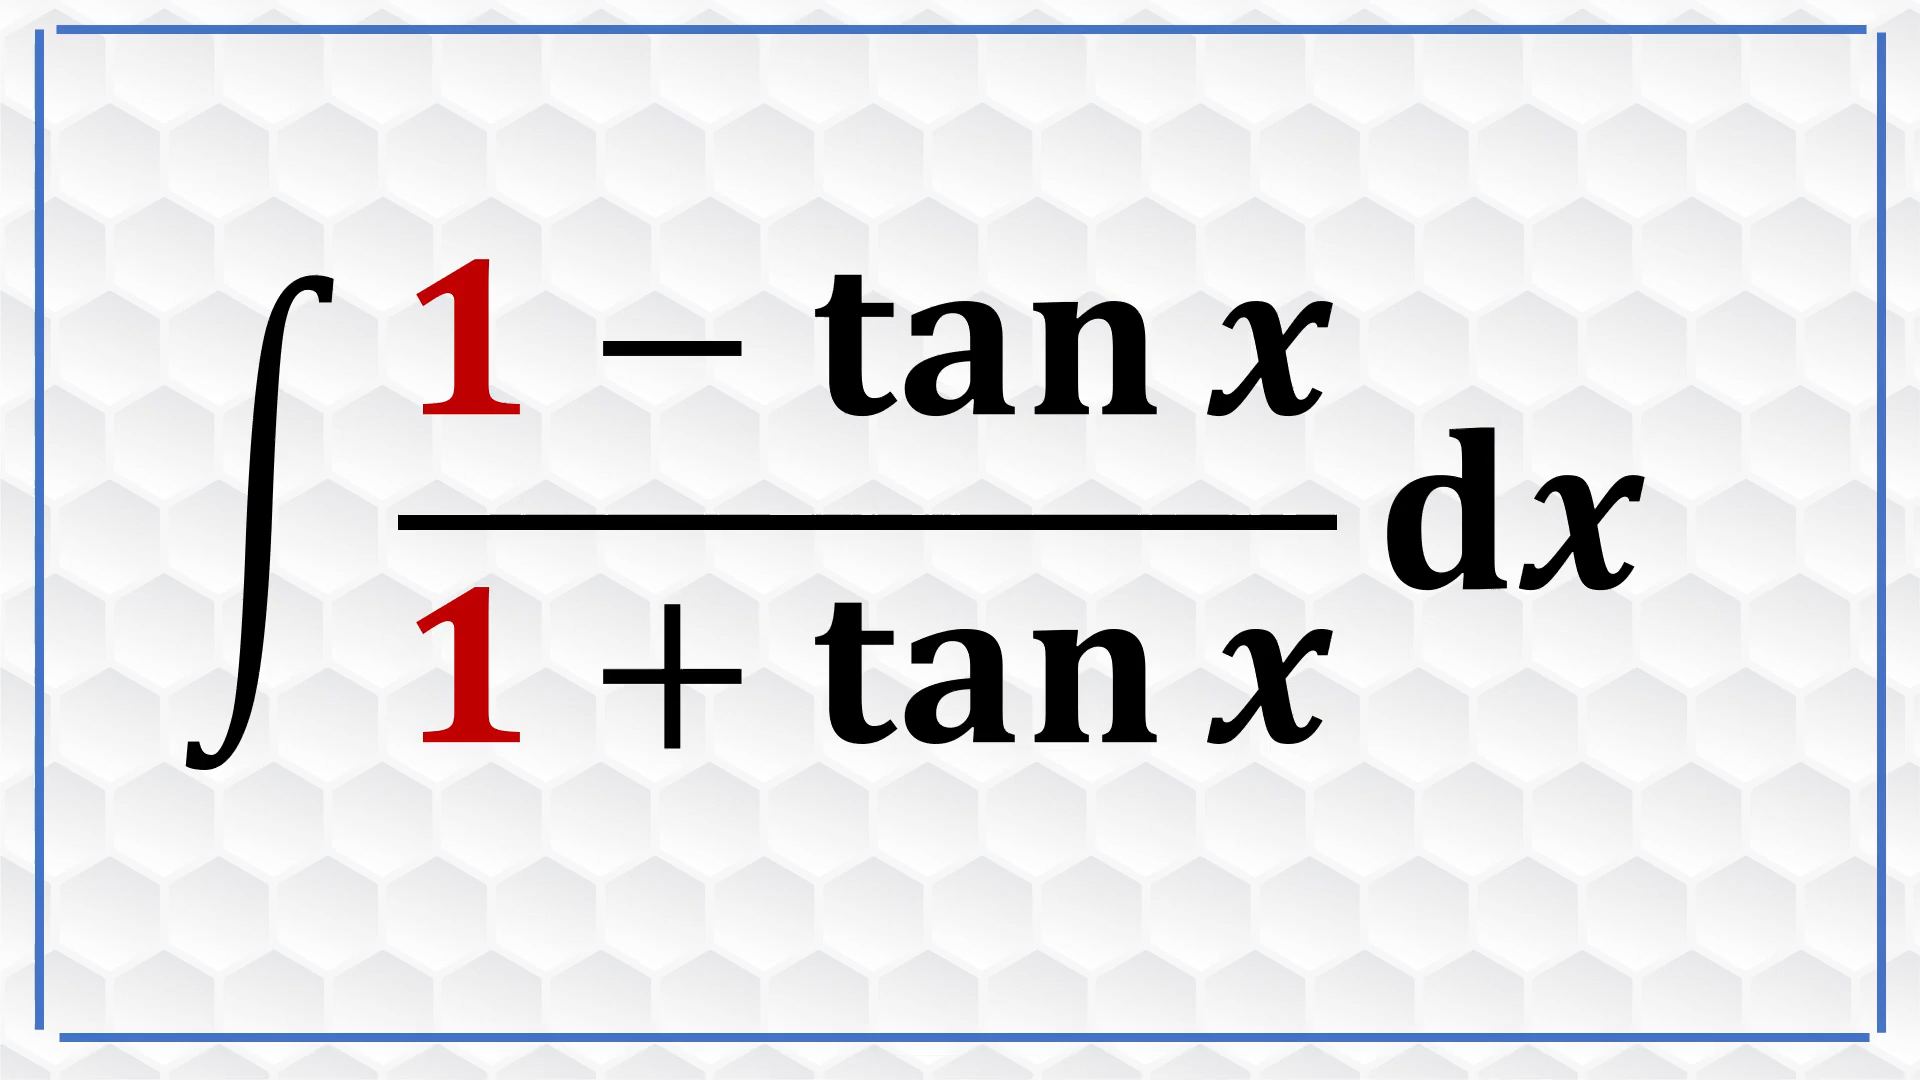 ∫ (1 − tan x)/(1 + tan x) dx